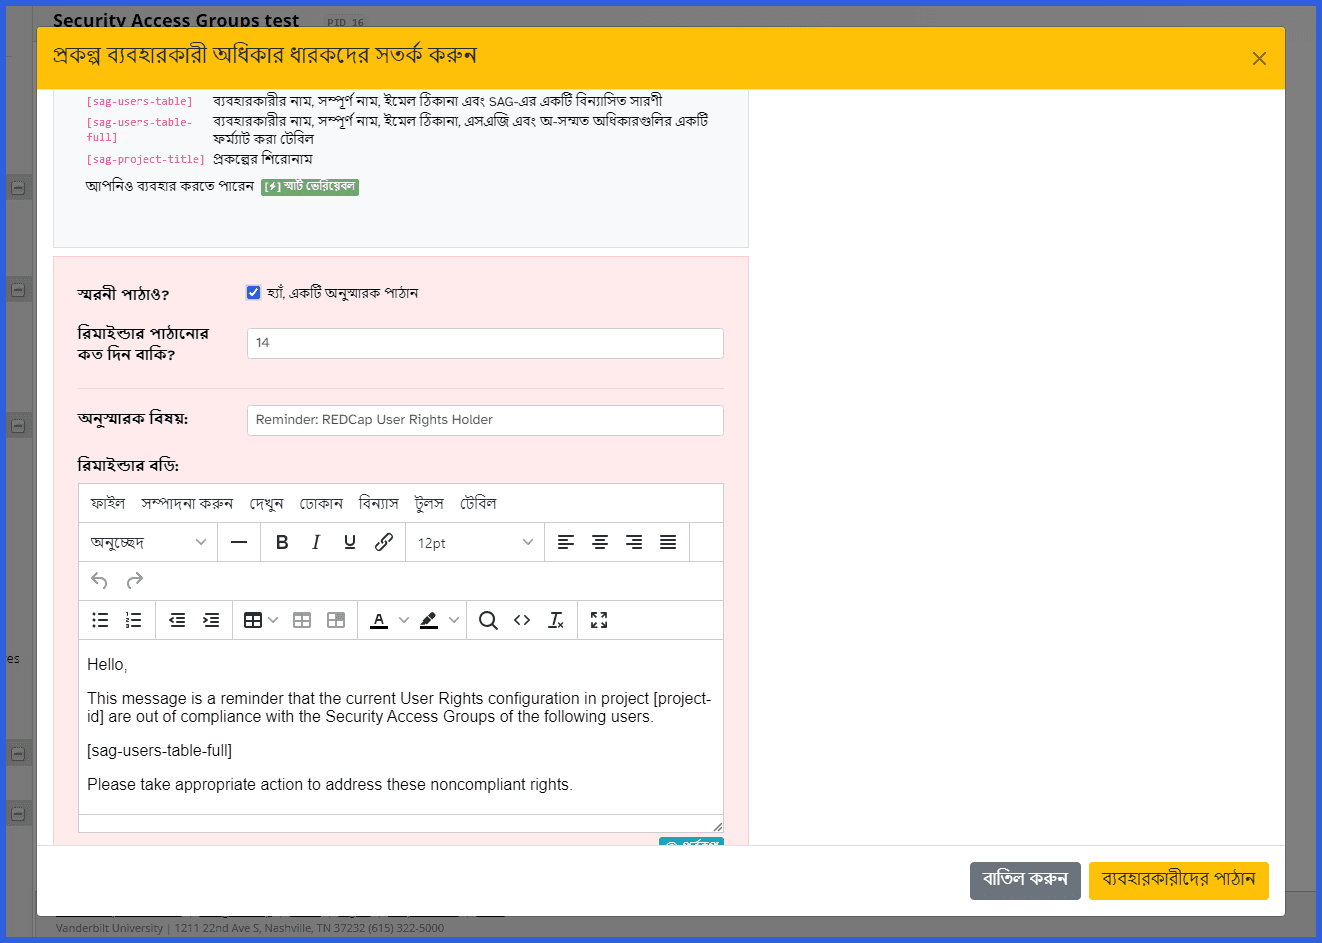 Security Access Groups test PID 16
প্রকল্প ব্যবহারকারী অধিকার ধারকদের সতর্ক করুন
[sag-users-table] ব্যবহারকারীর নাম, সম্পূর্ণ নাম, ইমেল ঠিকানা এবং SAG-এর একটি বিন্যাসিত সারণী
[sag-users-table-full] ব্যবহারকারীর নাম, সম্পূর্ণ নাম, ইমেল ঠিকানা, এসএজি এবং অ-সম্মত অধিকারগুলির একটি
ফর্ম্যাট করা টেবিল
[sag-project-title] প্রকল্পের শিরোনাম
আপনিও ব্যবহার করতে পারেন [⚡] স্মার্ট ভেরিয়েবল
স্মরনী পাঠাও? হ্যাঁ, একটি অনুস্মারক পাঠান
রিমাইন্ডার পাঠানোর
কত দিন বাকি?
14
অনুস্মারক বিষয়: Reminder: REDCap User Rights Holder
রিমাইন্ডার বডি:
ফাইল সম্পাদনা করুন দেখুন ঢোকান বিন্যাস টুলস টেবিল
অনুচ্ছেদ B I U 12pt
Hello,
This message is a reminder that the current User Rights configuration in project [project-
id] are out of compliance with the Security Access Groups of the following users.
[sag-users-table-full]
Please take appropriate action to address these noncompliant rights.
es
বাতিল করুন ব্যবহারকারীদের পাঠান
Vanderbilt University | 1211 22nd Ave S, Nashville, TN 37232 (615) 322-5000